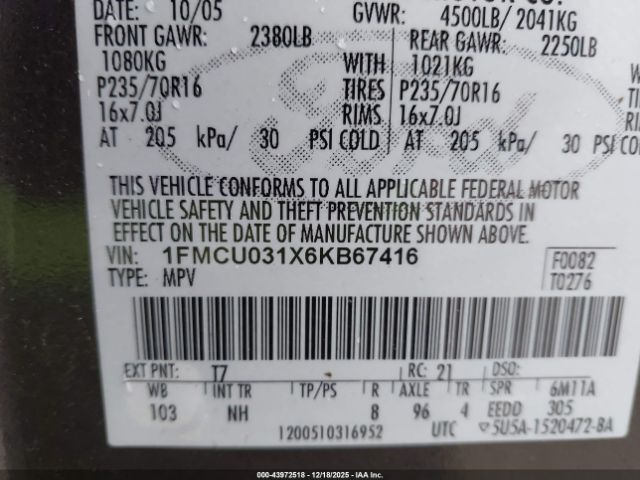 DATE: 10/05 GVWR: 4500LB/ 2041KG
FRONT GAWR: 2380LB REAR GAWR: 2250LB
1080KG WITH 1021KG
P235/70R16 TIRES P235/70R16
16x7.0J RIMS 16x7.0J
AT 205 kPa/ 30 PSI COLD AT 205 kPa/ 30 PSI COLD
Ford
THIS VEHICLE CONFORMS TO ALL APPLICABLE FEDERAL MOTOR
VEHICLE SAFETY AND THEFT PREVENTION STANDARDS IN
EFFECT ON THE DATE OF MANUFACTURE SHOWN ABOVE.
VIN: 1FMCU031X6KB67416 F0082
TYPE: MPV T0276
EXT PNT: T7 RC: 21 DSO:
WB INT TR TP/PS R AXLE TR SPR 6M11A
103 NH 8 96 4 EEDD 305
1200510316952 UTC 5U5A-1520472-BA
000-43972518 - 12/18/2025 - IAAI.com